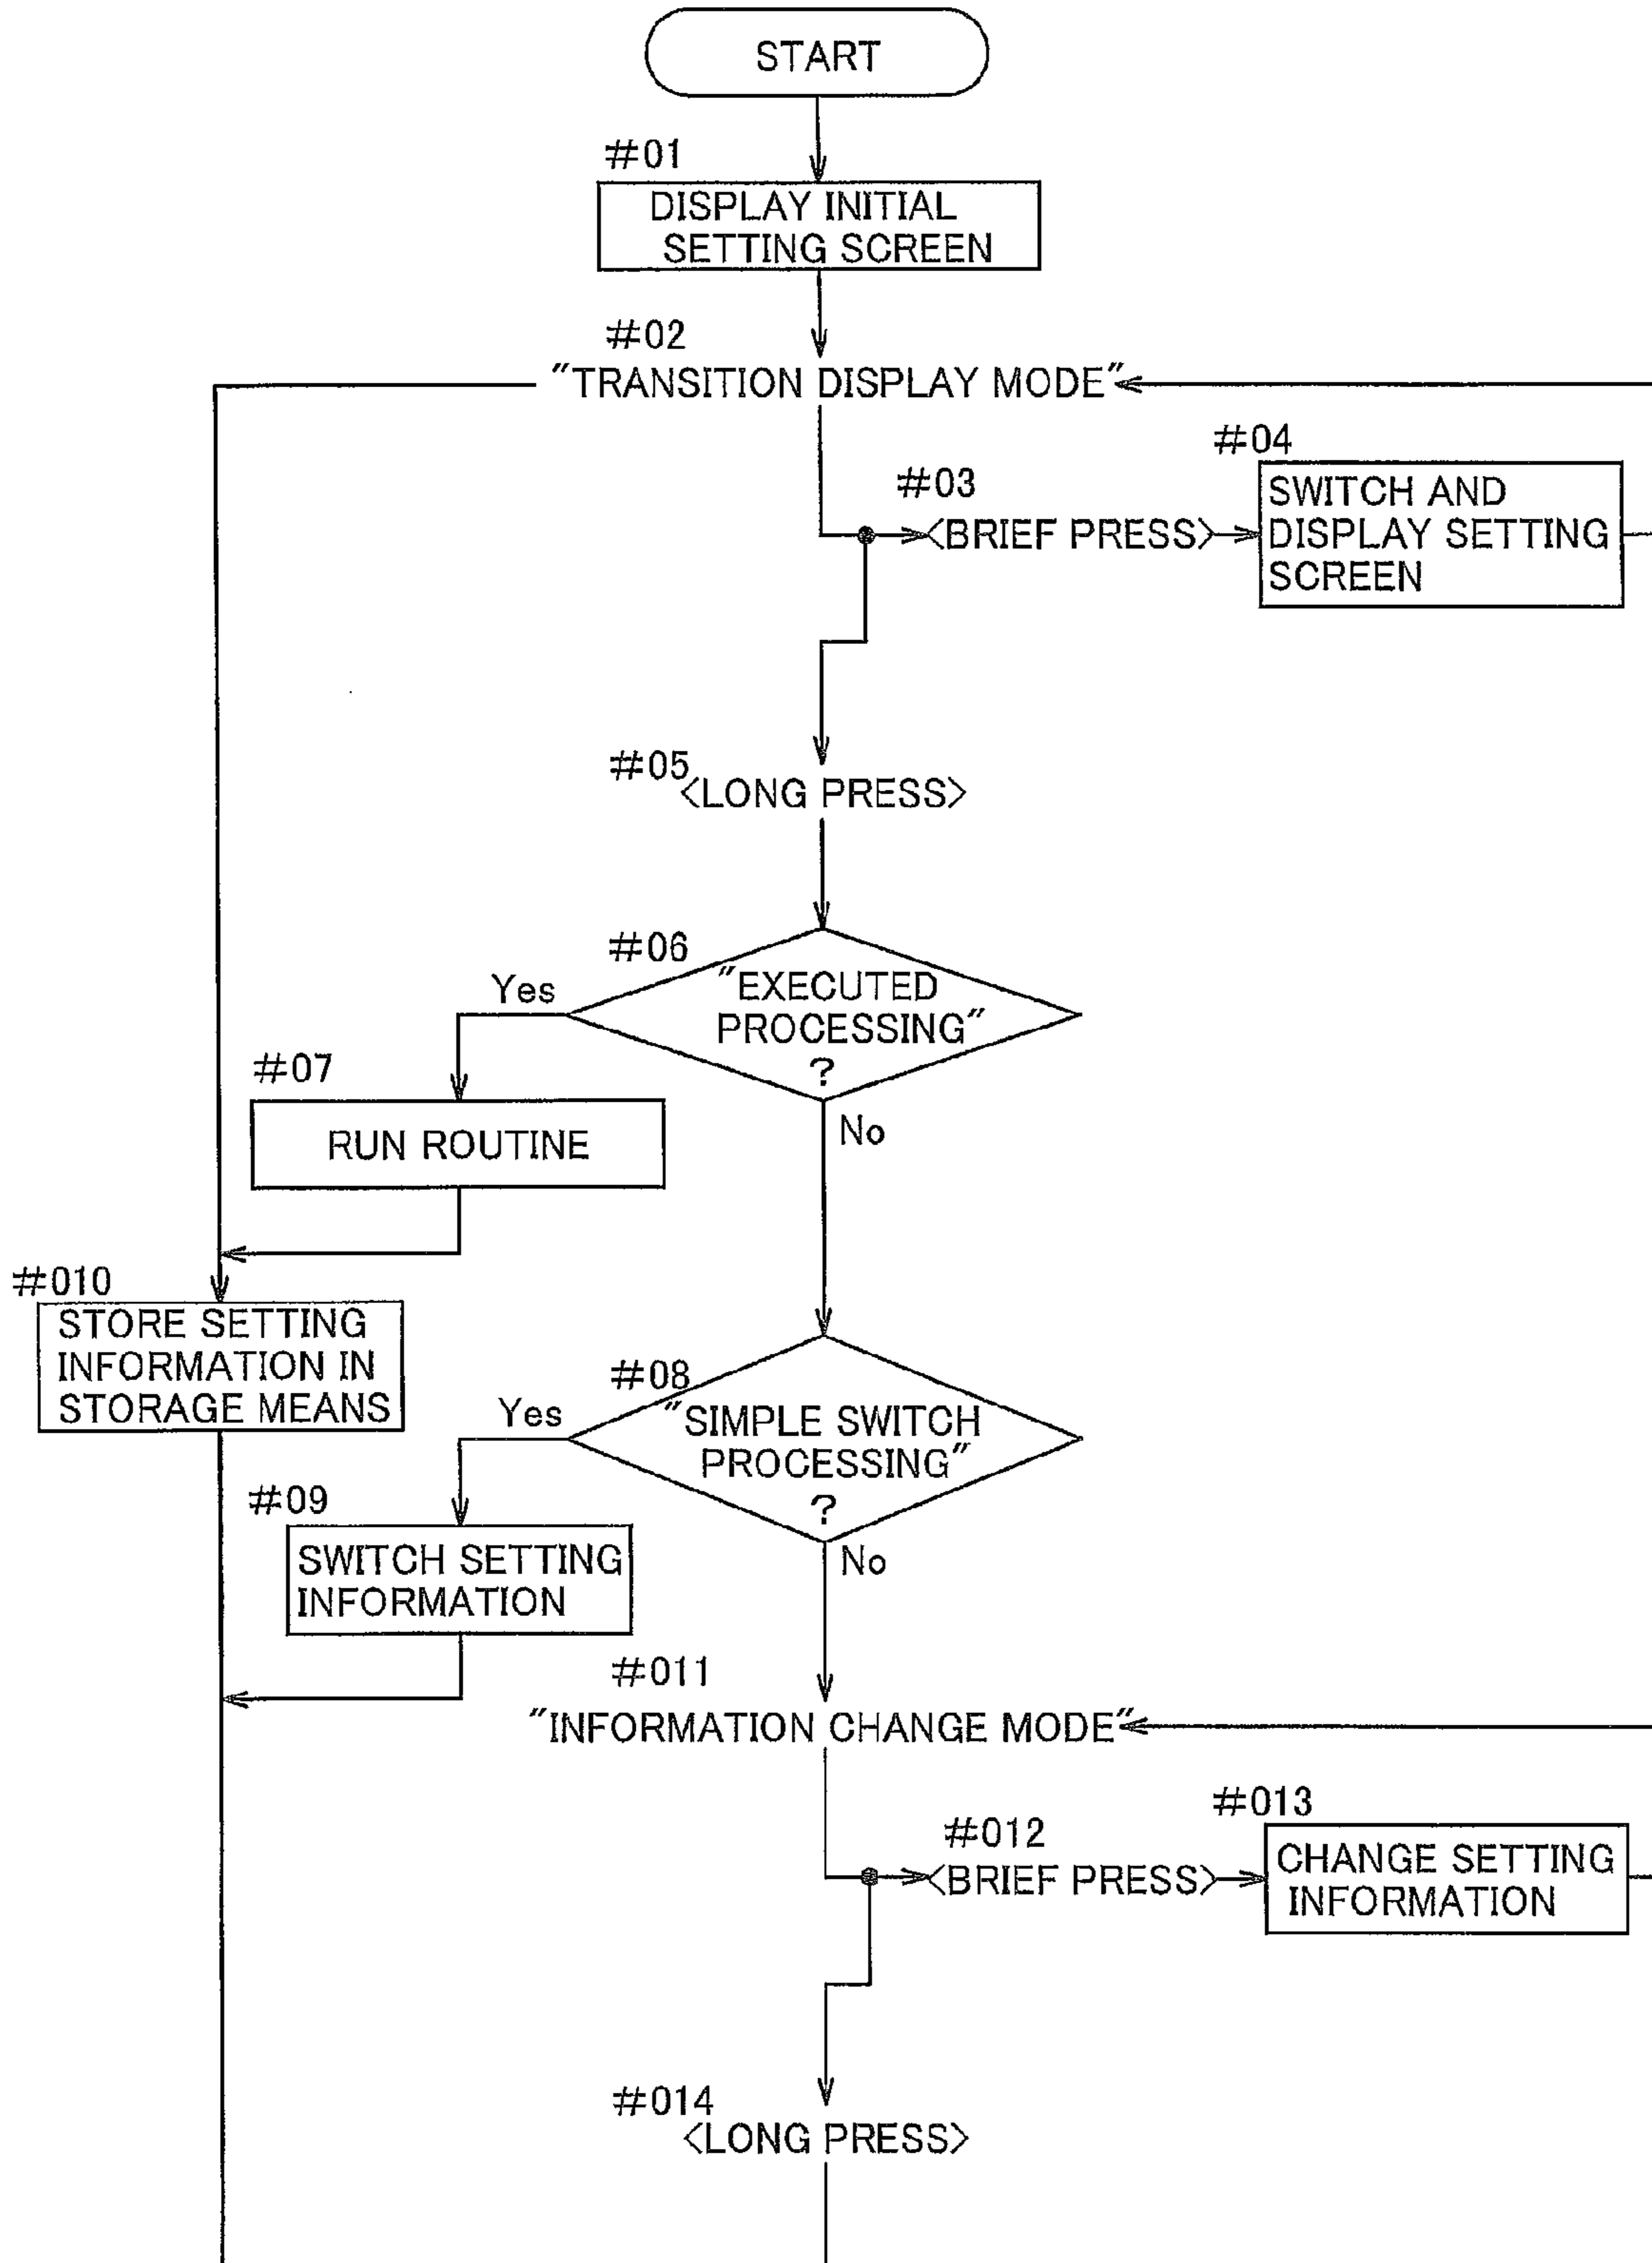 START
#01
DISPLAY INITIAL
SETTING SCREEN
#02
"TRANSITION DISPLAY MODE"
#03
<BRIEF PRESS>
#04
SWITCH AND
DISPLAY SETTING
SCREEN
#05
<LONG PRESS>
#06
"EXECUTED
PROCESSING"
?
Yes
No
#07
RUN ROUTINE
#010
STORE SETTING
INFORMATION IN
STORAGE MEANS
#08
"SIMPLE SWITCH
PROCESSING"
?
Yes
No
#09
SWITCH SETTING
INFORMATION
#011
"INFORMATION CHANGE MODE"
#012
<BRIEF PRESS>
#013
CHANGE SETTING
INFORMATION
#014
<LONG PRESS>